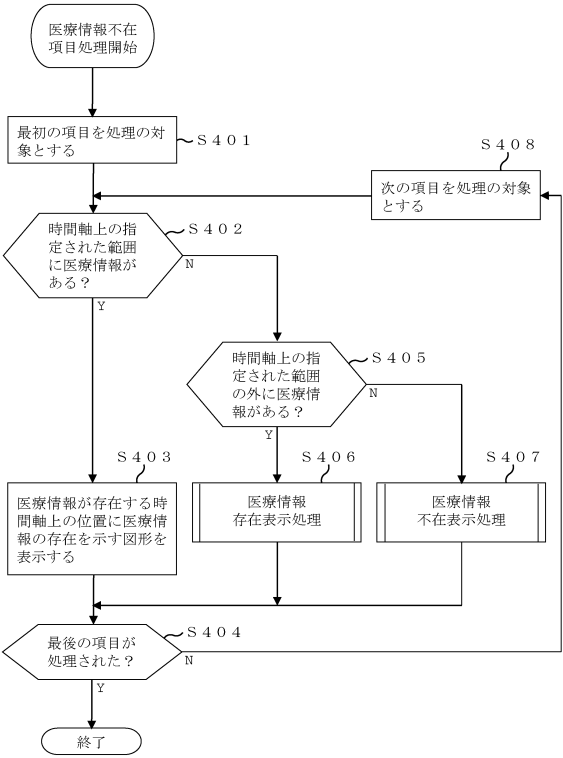 医療情報不在
項目処理開始
最初の項目を処理の対
象とする
Ｓ４０１
Ｓ４０８
次の項目を処理の対象
とする
時間軸上の指
定された範囲
に医療情報が
ある？
Ｓ４０２
N
Y
時間軸上の指
定された範囲
の外に医療情
報がある？
Ｓ４０５
N
Y
Ｓ４０３
医療情報が存在する時
間軸上の位置に医療情
報の存在を示す図形を
表示する
Ｓ４０６
医療情報
存在表示処理
Ｓ４０７
医療情報
不在表示処理
最後の項目が
処理された？
Ｓ４０４
N
Y
終了